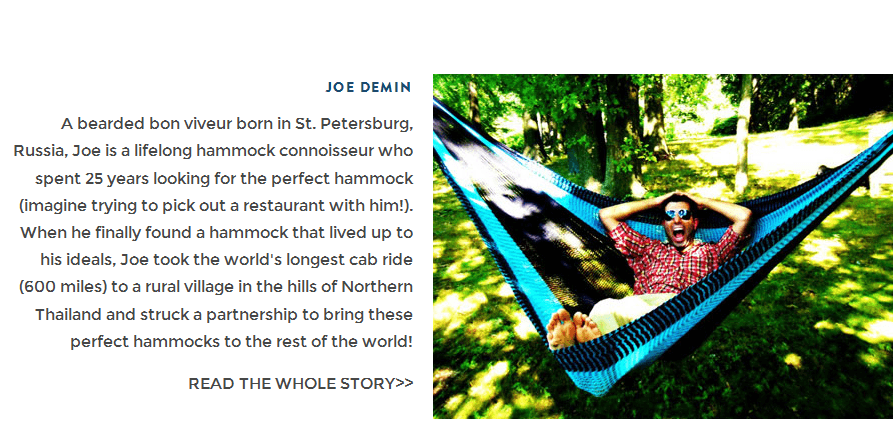 JOE DEMIN
A bearded bon viveur born in St. Petersburg,
Russia, Joe is a lifelong hammock connoisseur who
spent 25 years looking for the perfect hammock
(imagine trying to pick out a restaurant with him!).
When he finally found a hammock that lived up to
his ideals, Joe took the world's longest cab ride
(600 miles) to a rural village in the hills of Northern
Thailand and struck a partnership to bring these
perfect hammocks to the rest of the world!
READ THE WHOLE STORY>>